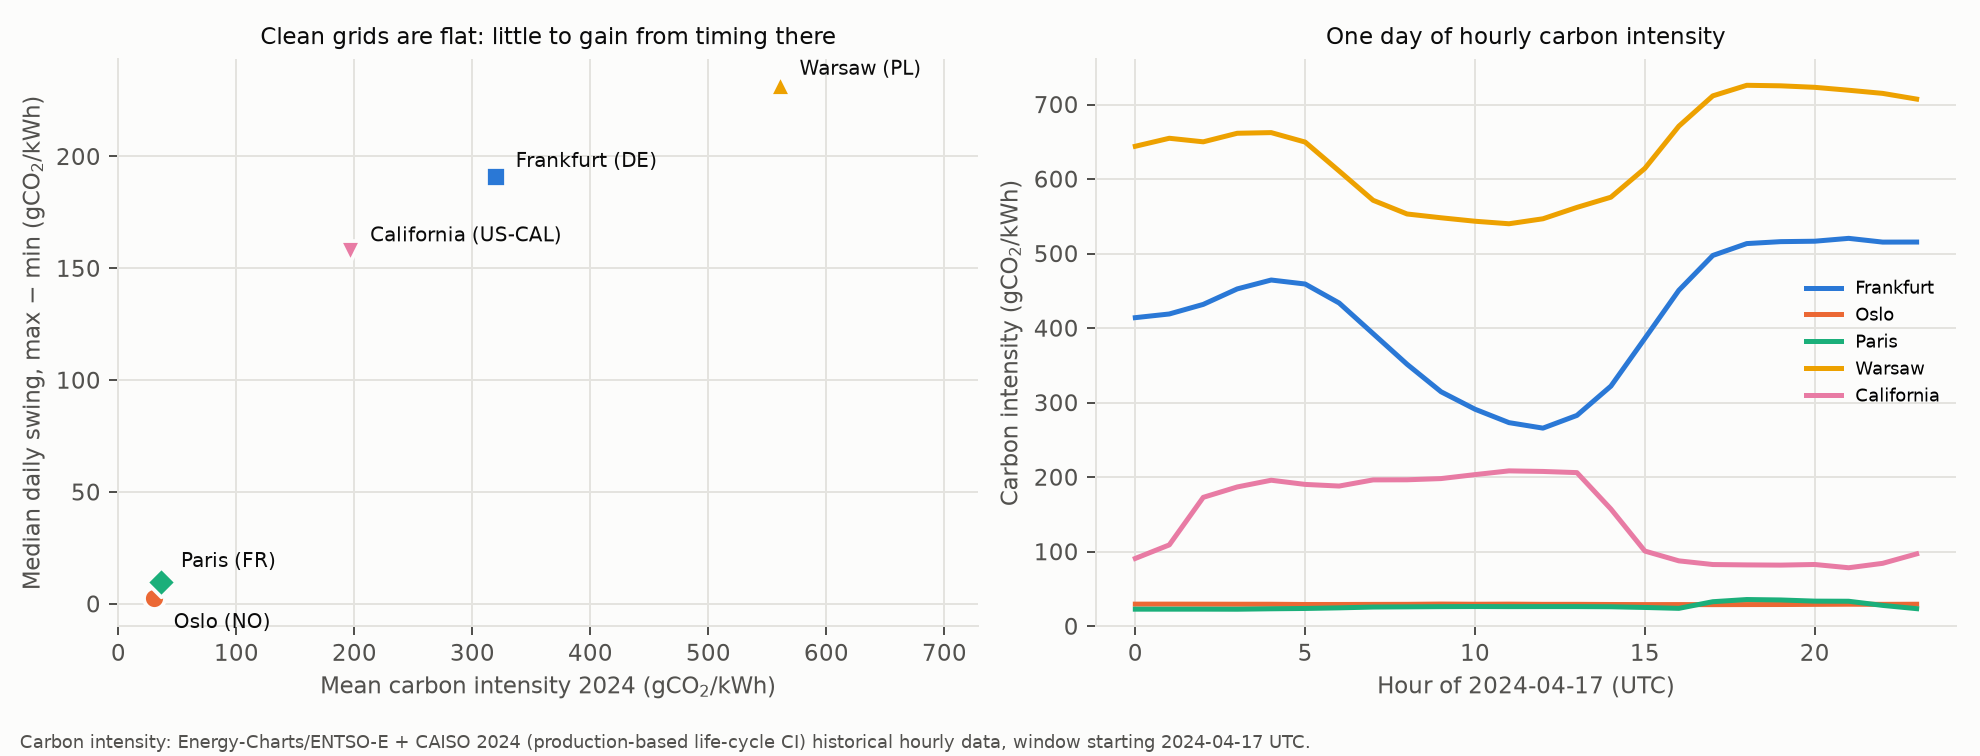 Clean grids are flat: little to gain from timing there
Median daily swing, max − min (gCO₂/kWh)
200
150
100
50
0
Warsaw (PL)
Frankfurt (DE)
California (US-CAL)
Paris (FR)
Oslo (NO)
0 100 200 300 400 500 600 700
Mean carbon intensity 2024 (gCO₂/kWh)
One day of hourly carbon intensity
Carbon intensity (gCO₂/kWh)
700
600
500
400
300
200
100
0
Frankfurt
Oslo
Paris
Warsaw
California
0 5 10 15 20
Hour of 2024-04-17 (UTC)
Carbon intensity: Energy-Charts/ENTSO-E + CAISO 2024 (production-based life-cycle CI) historical hourly data, window starting 2024-04-17 UTC.